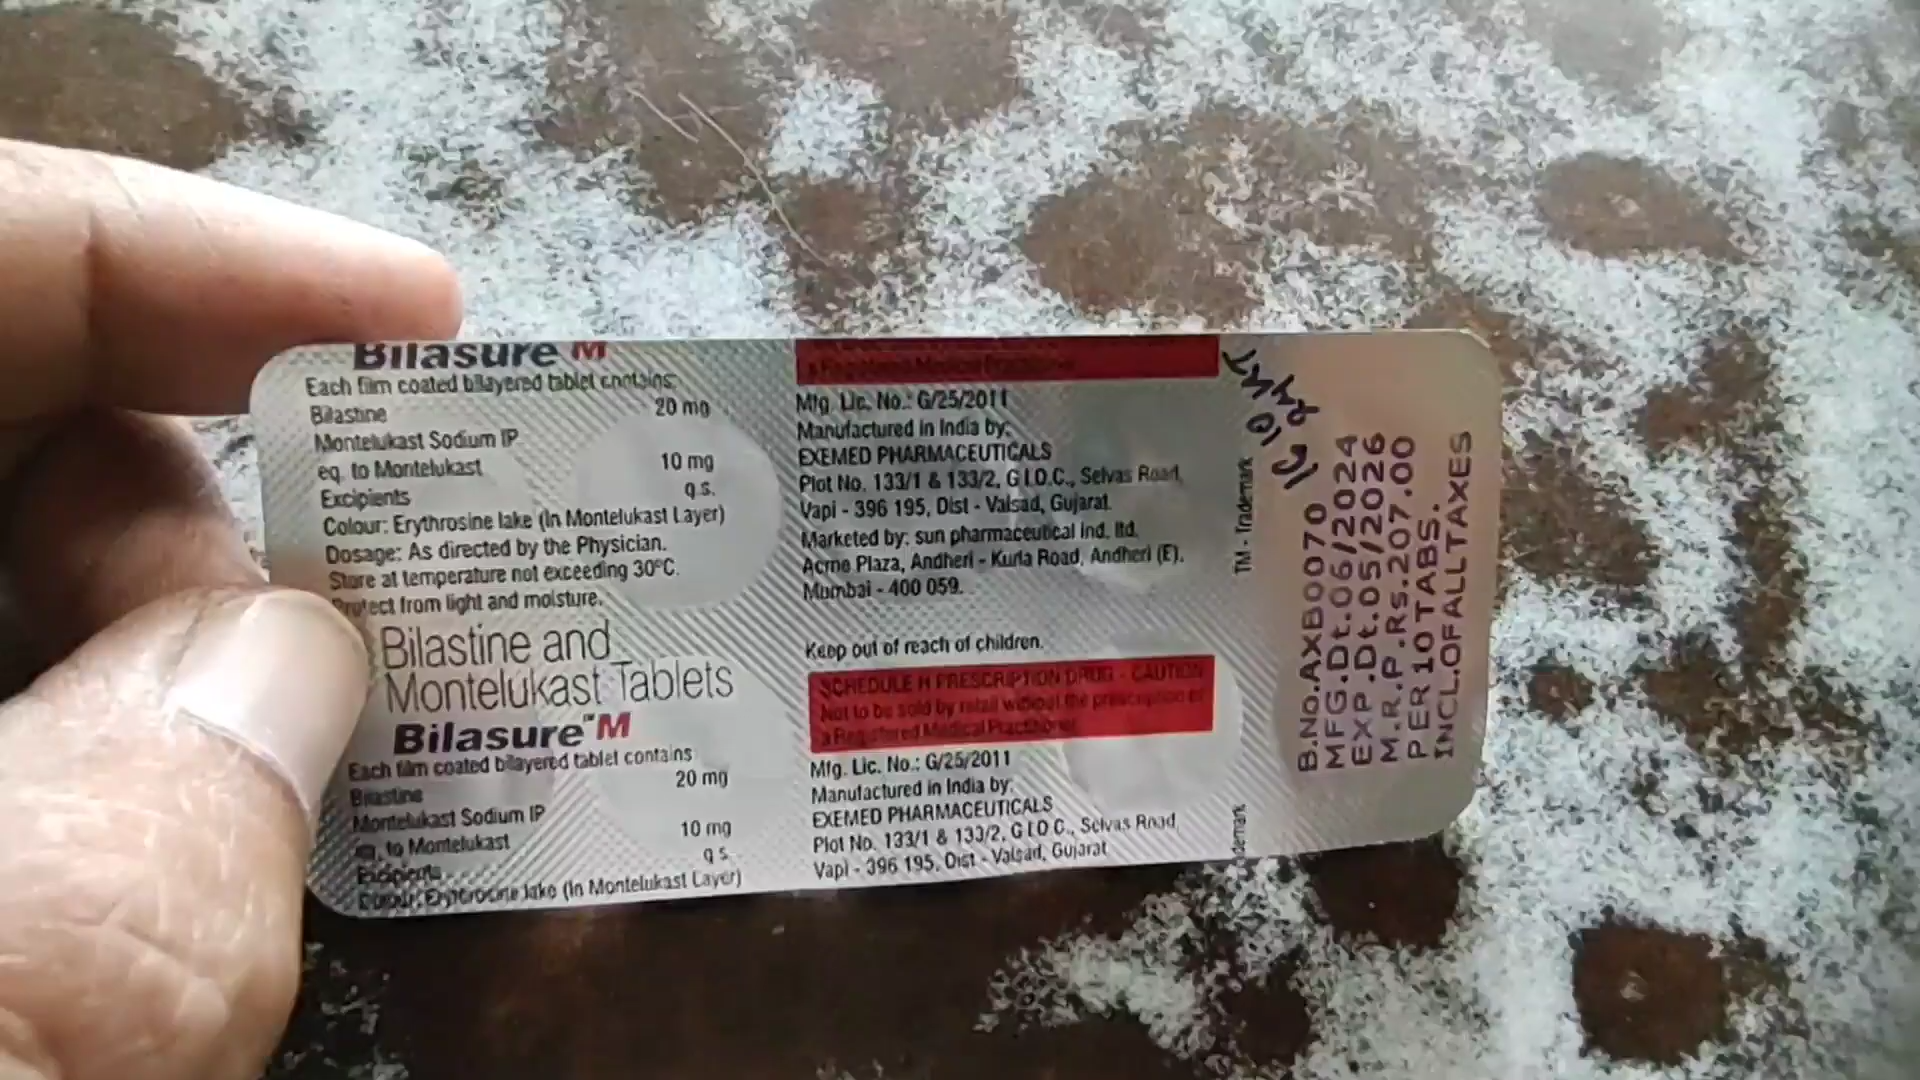 Bilasure M
Each film coated bilayered tablet contains:
Bilastine 20 mg
Montelukast Sodium IP
eq. to Montelukast 10 mg
Excipients q.s.
Colour: Erythrosine lake (In Montelukast Layer)
Dosage: As directed by the Physician.
Store at temperature not exceeding 30°C.
Protect from light and moisture.
Bilastine and
Montelukast Tablets
Bilasure™M
Each film coated bilayered tablet contains
Bilastine 20 mg
Montelukast Sodium IP
eq. to Montelukast 10 mg
Excipients q s
Colour: Erythrosine lake (In Montelukast Layer)
a Registered Medical Practitioner
Mfg. Lic. No.: G/25/2011
Manufactured in India by:
EXEMED PHARMACEUTICALS
Plot No. 133/1 & 133/2, G.I.D.C., Selvas Road,
Vapi - 396 195, Dist - Valsad, Gujarat.
Marketed by: sun pharmaceutical ind. ltd.
Acme Plaza, Andheri - Kurla Road, Andheri (E),
Mumbai - 400 059.
Keep out of reach of children.
SCHEDULE H PRESCRIPTION DRUG - CAUTION
Not to be sold by retail without the prescription of
a Registered Medical Practitioner
Mfg. Lic. No.: G/25/2011
Manufactured in India by:
EXEMED PHARMACEUTICALS
Plot No. 133/1 & 133/2, G.I.D.C., Selvas Road,
Vapi - 396 195, Dist - Valsad, Gujarat
TM - Trademark
demark
B.No.AXB0070
MFG.Dt.06/2024
EXP.Dt.05/2026
M.R.P.Rs.207.00
PER 10 TABS.
INCL.OFALLTAXES